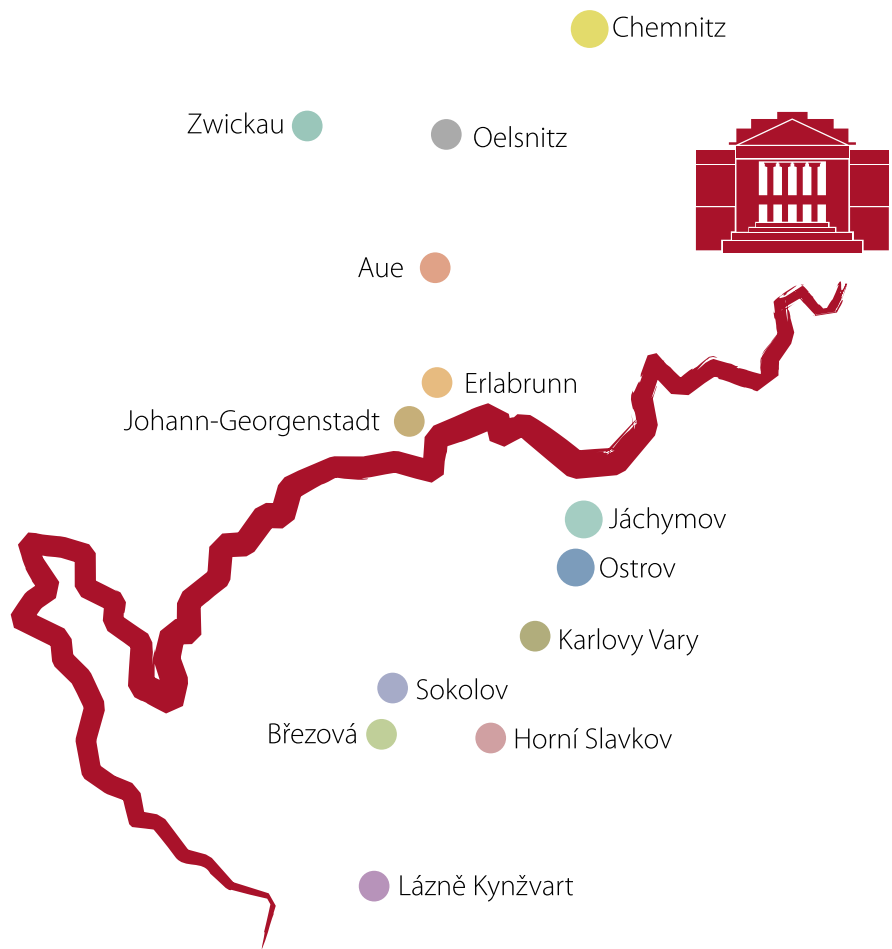 Chemnitz
Zwickau
Oelsnitz
Aue
Erlabrunn
Johann-Georgenstadt
Jáchymov
Ostrov
Karlovy Vary
Sokolov
Březová
Horní Slavkov
Lázně Kynžvart